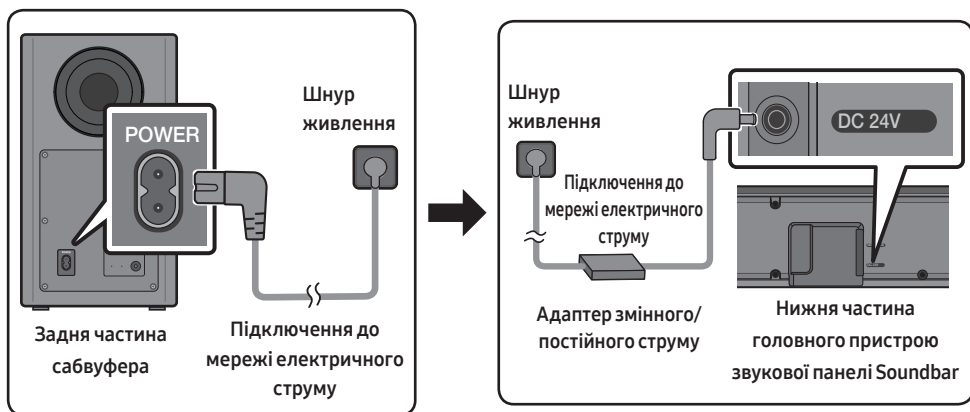 POWER
Шнур
живлення
Задня частина
сабвуфера
Підключення до
мережі електричного
струму
Шнур
живлення
DC 24V
Підключення до
мережі електричного
струму
Адаптер змінного/
постійного струму
Нижня частина
головного пристрою
звукової панелі Soundbar